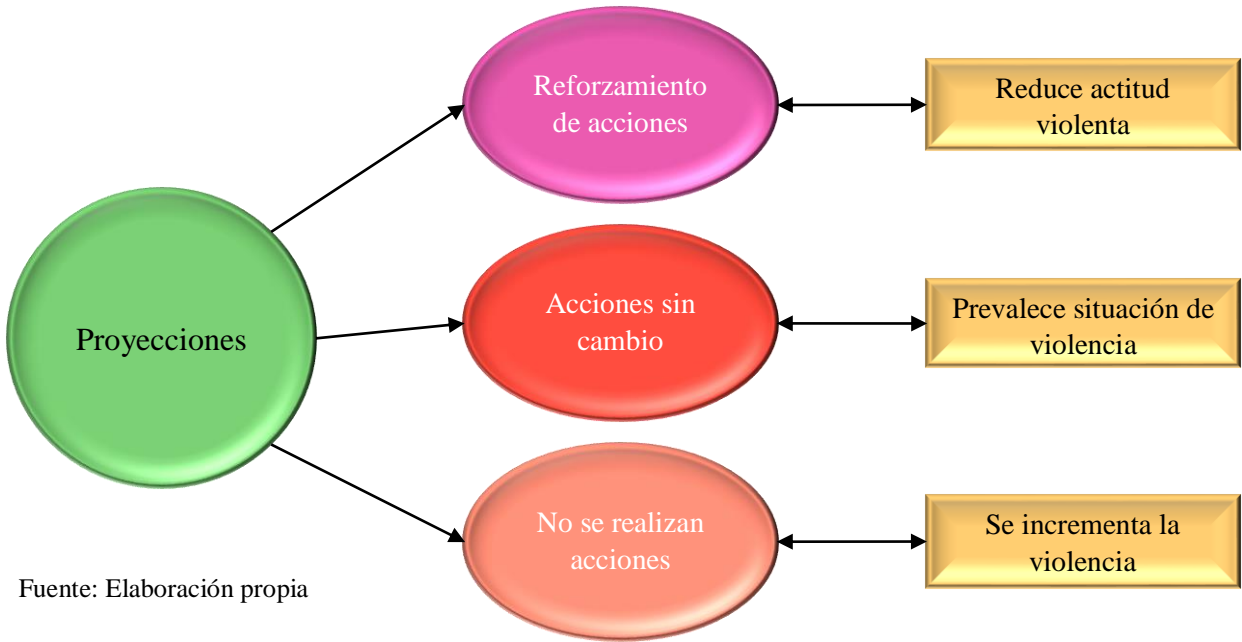 Reforzamiento
de acciones
Reduce actitud
violenta
Proyecciones
Acciones sin
cambio
Prevalece situación de
violencia
No se realizan
acciones
Se incrementa la
violencia
Fuente: Elaboración propia